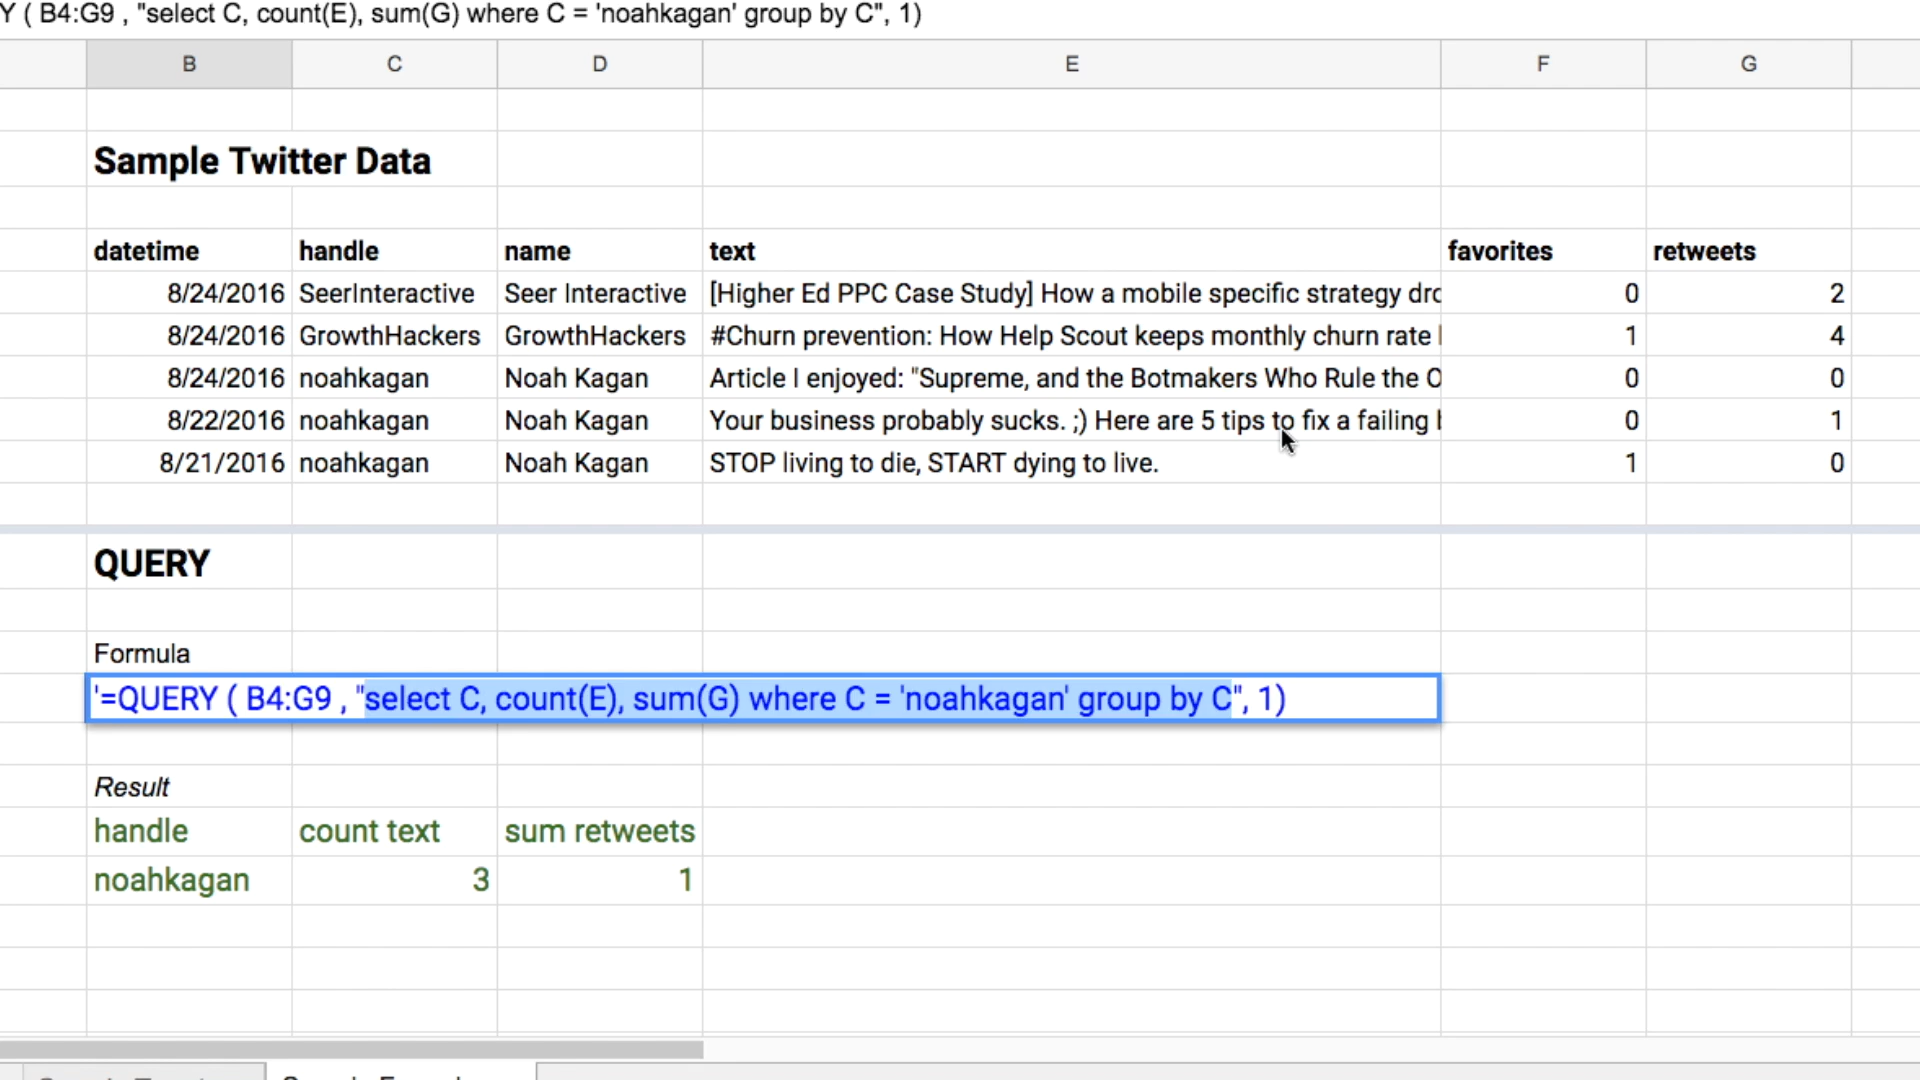 Y ( B4:G9 , "select C, count(E), sum(G) where C = 'noahkagan' group by C", 1)
B C D E F G
Sample Twitter Data
datetime handle name text favorites retweets
8/24/2016 SeerInteractive Seer Interactive [Higher Ed PPC Case Study] How a mobile specific strategy 0 2
8/24/2016 GrowthHackers GrowthHackers #Churn prevention: How Help Scout keeps monthly churn rate 1 4
8/24/2016 noahkagan Noah Kagan Article I enjoyed: "Supreme, and the Botmakers Who Rule the 0 0
8/22/2016 noahkagan Noah Kagan Your business probably sucks. ;) Here are 5 tips to fix a failing 0 1
8/21/2016 noahkagan Noah Kagan STOP living to die, START dying to live. 1 0
QUERY
Formula
'=QUERY ( B4:G9 , "select C, count(E), sum(G) where C = 'noahkagan' group by C", 1)
Result
handle count text sum retweets
noahkagan 3 1